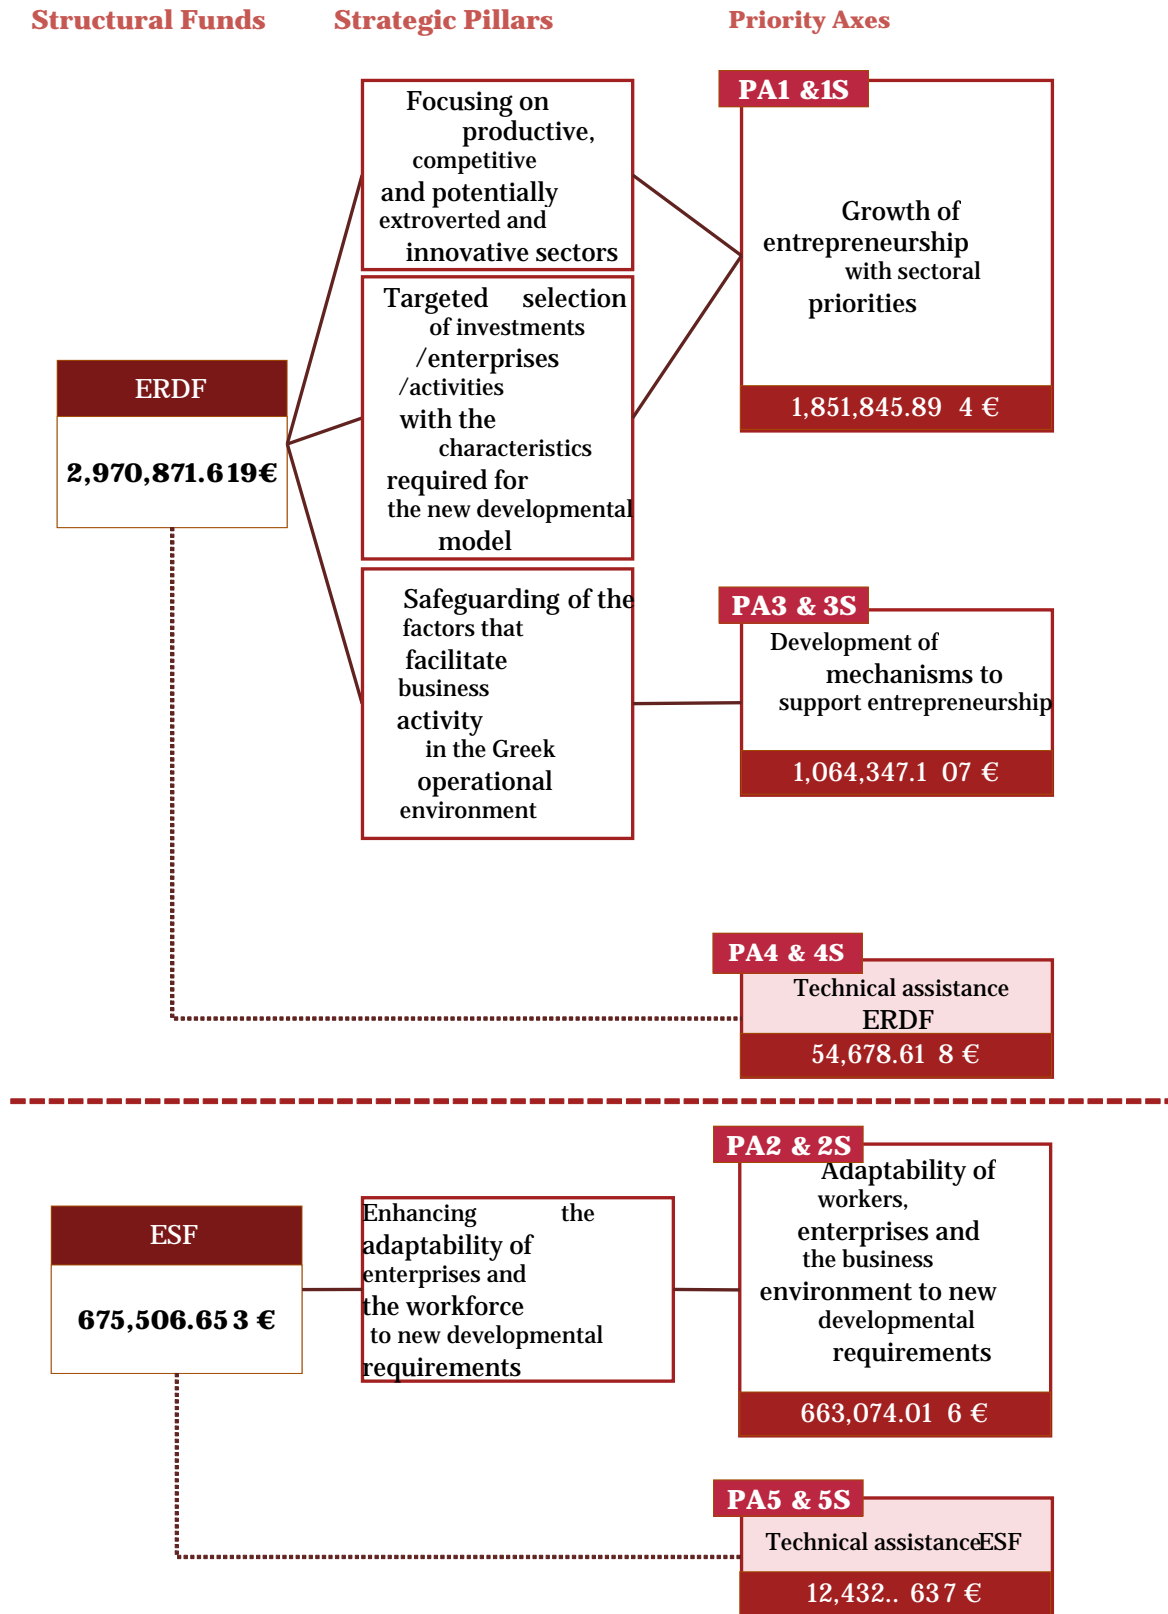 Structural Funds
Strategic Pillars
Priority Axes
ERDF
2,970,871.619€
Focusing on
productive,
competitive
and potentially
extroverted and
innovative sectors
Targeted selection
of investments
/enterprises
/activities
with the
characteristics
required for
the new developmental
model
Safeguarding of the
factors that
facilitate
business
activity
in the Greek
operational
environment
PA1 &1S
Growth of
entrepreneurship
with sectoral
priorities
1,851,845.89 4 €
PA3 & 3S
Development of
mechanisms to
support entrepreneurship
1,064,347.1 07 €
PA4 & 4S
Technical assistance
ERDF
54,678.61 8 €
ESF
675,506.65 3 €
Enhancing the
adaptability of
enterprises and
the workforce
to new developmental
requirements
PA2 & 2S
Adaptability of
workers,
enterprises and
the business
environment to new
developmental
requirements
663,074.01 6 €
PA5 & 5S
Technical assistanceESF
12,432.. 637 €